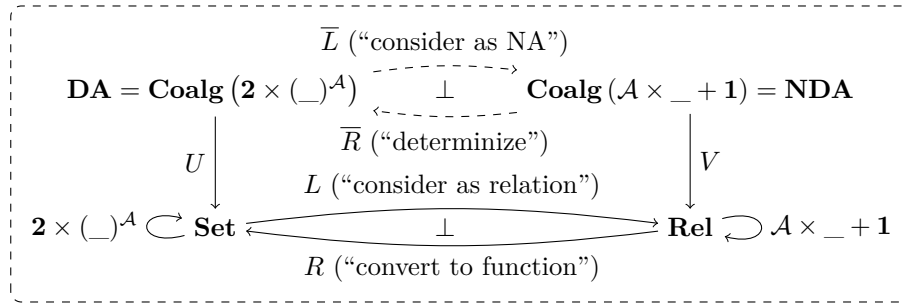 L̅ (“consider as NA”)
DA = Coalg (2 × (_)^𝒜) ⊥ Coalg (𝒜 × _ + 1) = NDA
R̅ (“determinize”)
U V
L (“consider as relation”)
2 × (_)^𝒜 Set ⊥ Rel 𝒜 × _ + 1
R (“convert to function”)